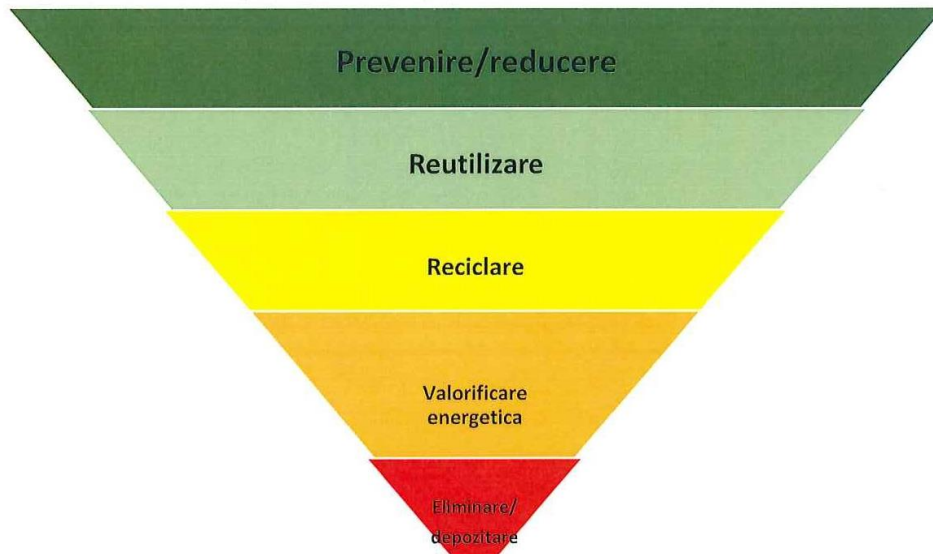 Prevenire/reducere
Reutilizare
Reciclare
Valorificare
energetica
Eliminare/
depozitare